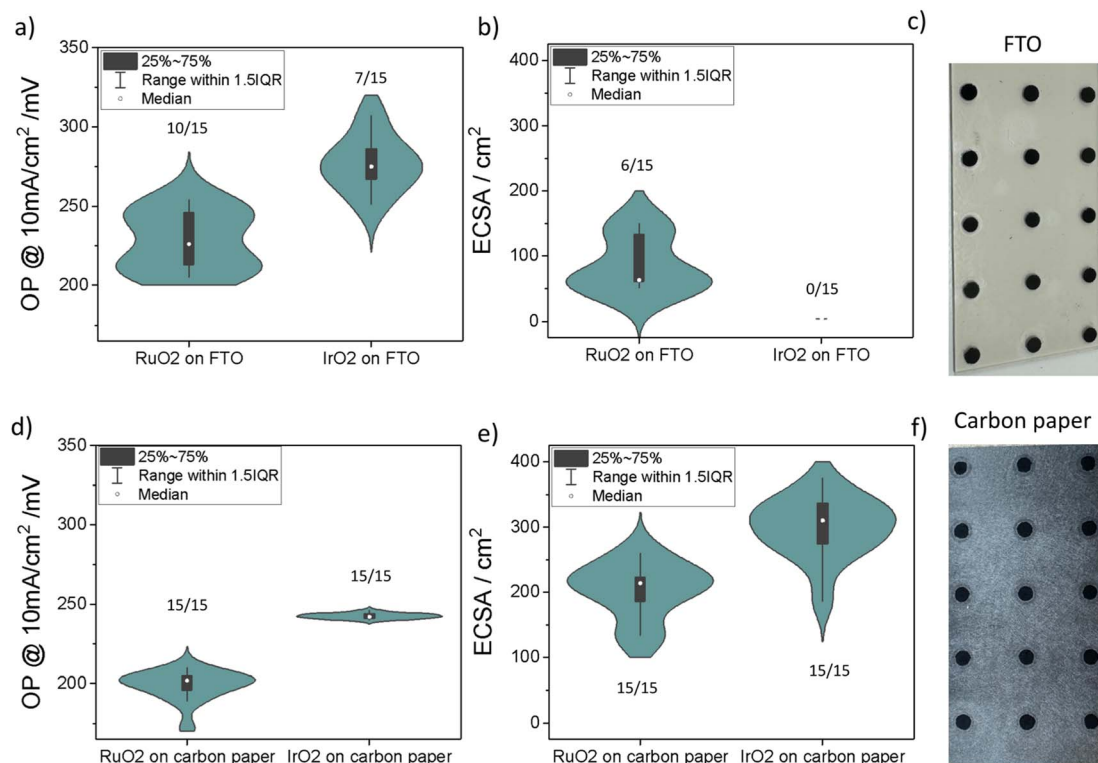 a)
350
300
250
200
OP @ 10mA/cm² /mV
25%~75%
Range within 1.5IQR
Median
10/15
7/15
RuO2 on FTO
IrO2 on FTO
b)
400
300
200
100
0
ECSA / cm²
25%~75%
Range within 1.5IQR
Median
6/15
0/15
RuO2 on FTO
IrO2 on FTO
c)
FTO
d)
350
300
250
200
OP @ 10mA/cm² /mV
25%~75%
Range within 1.5IQR
Median
15/15
15/15
RuO2 on carbon paper
IrO2 on carbon paper
e)
400
300
200
100
0
ECSA / cm²
25%~75%
Range within 1.5IQR
Median
15/15
15/15
RuO2 on carbon paper
IrO2 on carbon paper
f)
Carbon paper